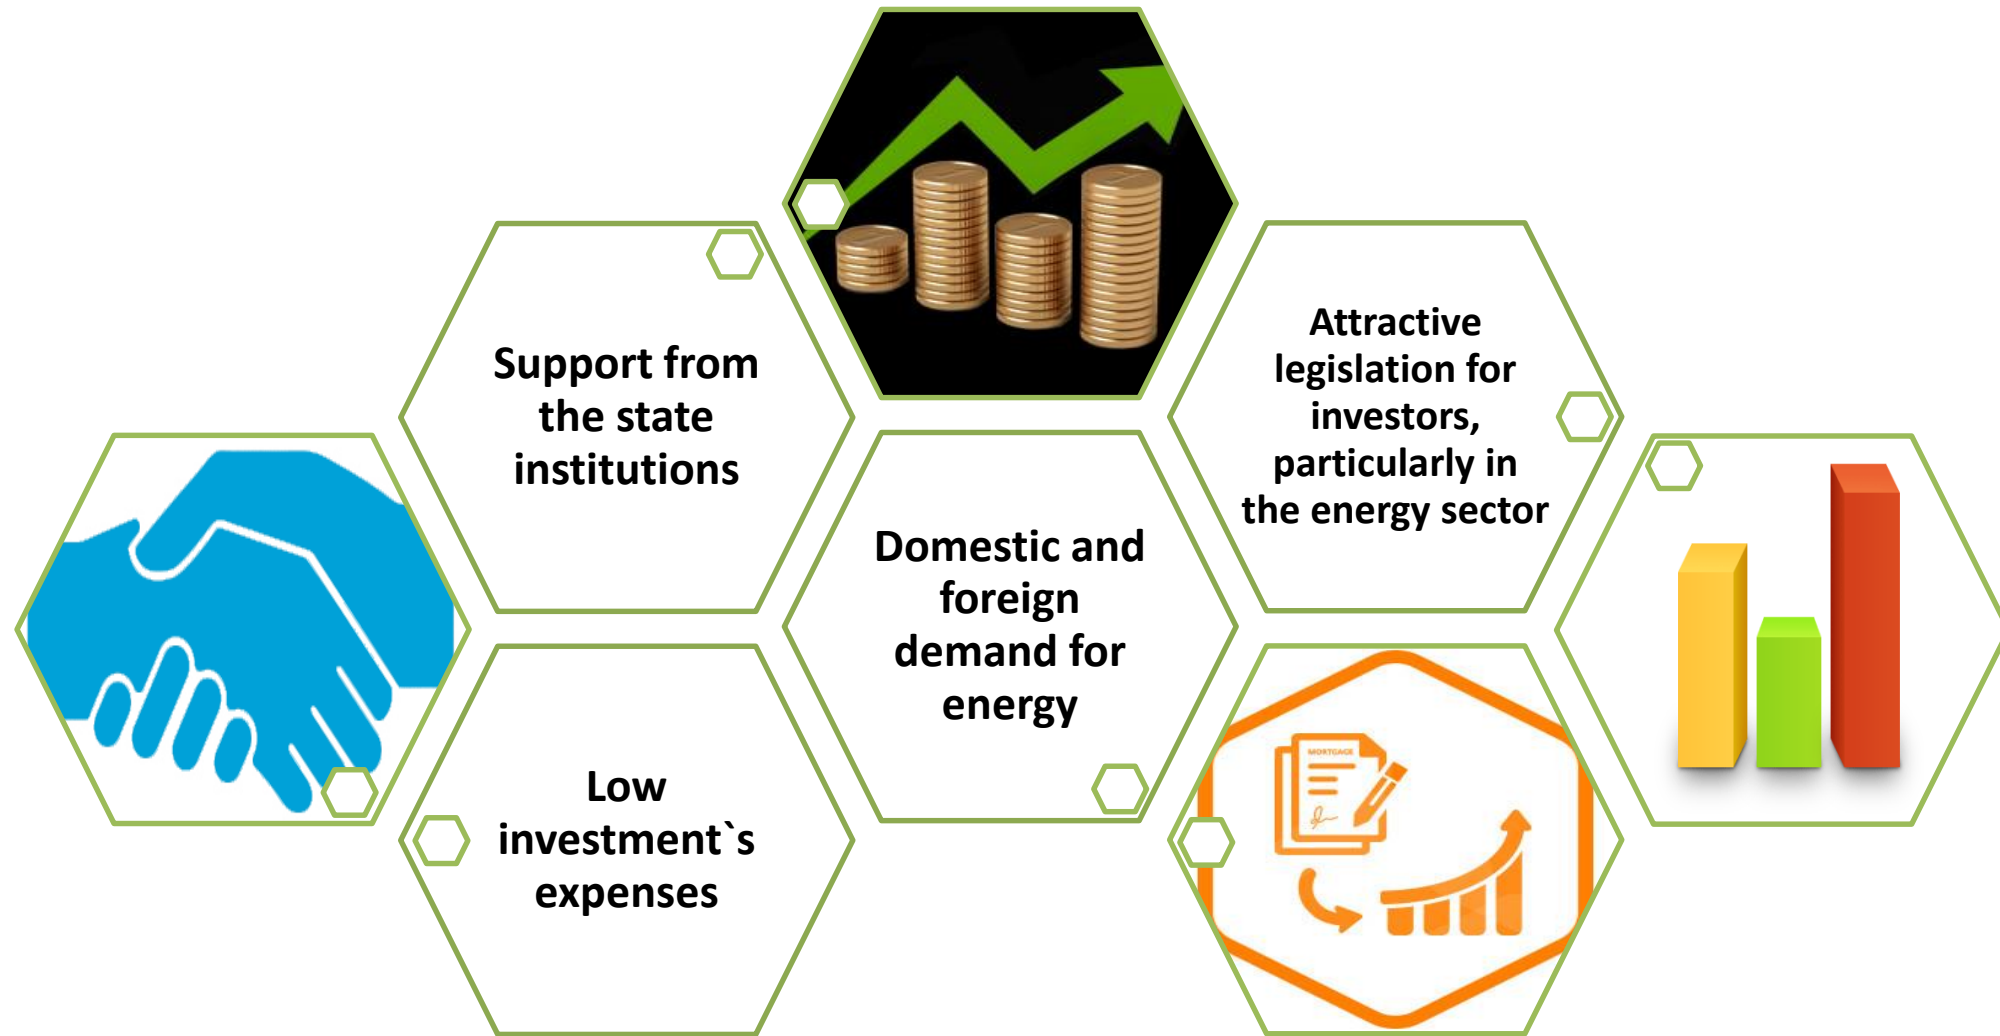 Support from
the state
institutions
Low
investment`s
expenses
Domestic and
foreign
demand for
energy
Attractive
legislation for
investors,
particularly in
the energy sector
MORTGAGE